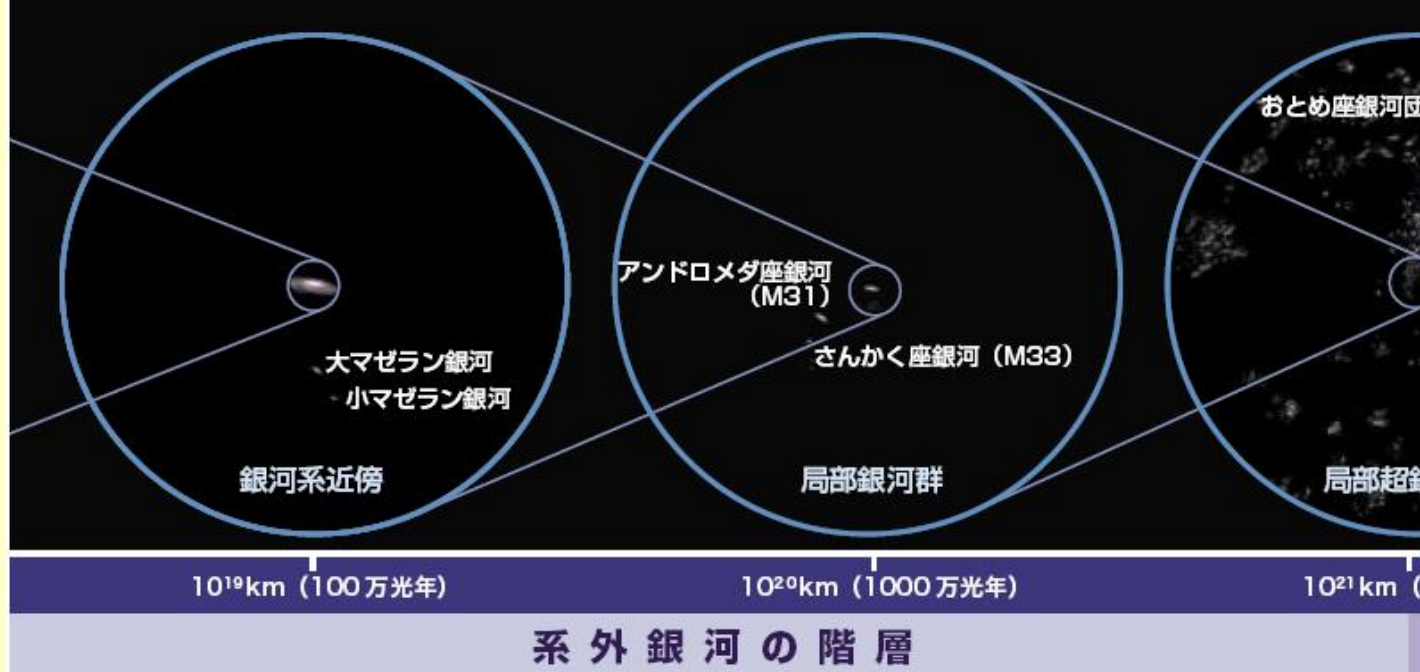 おとめ座銀河団
アンドロメダ座銀河
（M31）
さんかく座銀河（M33）
大マゼラン銀河
小マゼラン銀河
銀河系近傍
局部銀河群
局部超
10¹⁹km（100万光年）
10²⁰km（1000万光年）
10²¹km（
系外銀河の階層